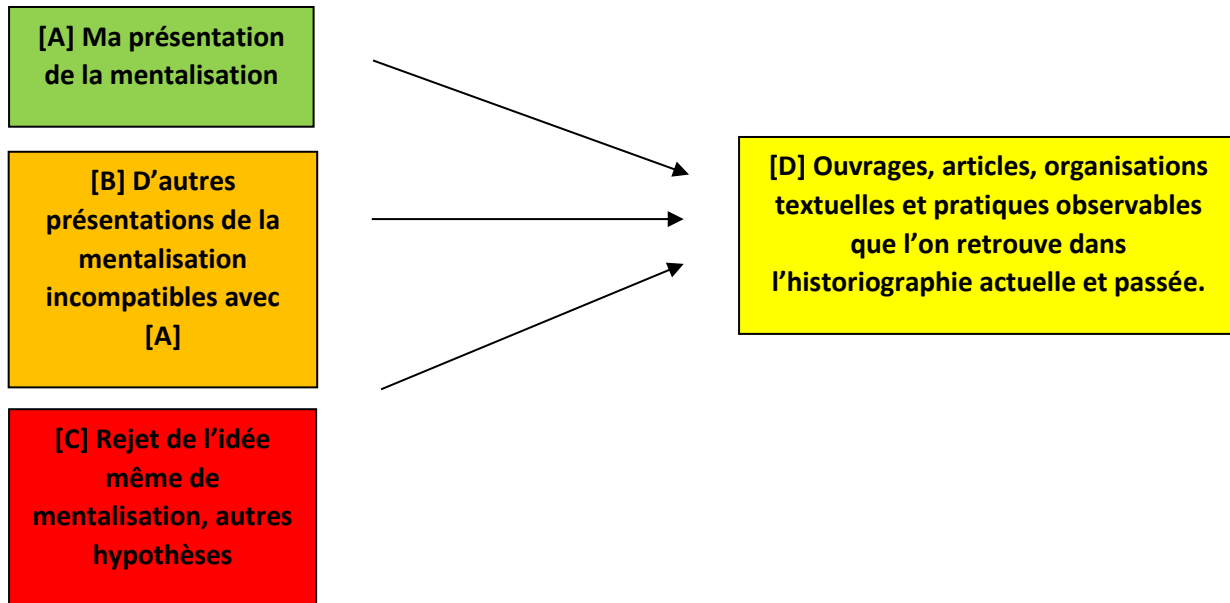 [A] Ma présentation
de la mentalisation
[B] D’autres
présentations de la
mentalisation
incompatibles avec
[A]
[C] Rejet de l’idée
même de
mentalisation, autres
hypothèses
[D] Ouvrages, articles, organisations
textuelles et pratiques observables
que l’on retrouve dans
l’historiographie actuelle et passée.